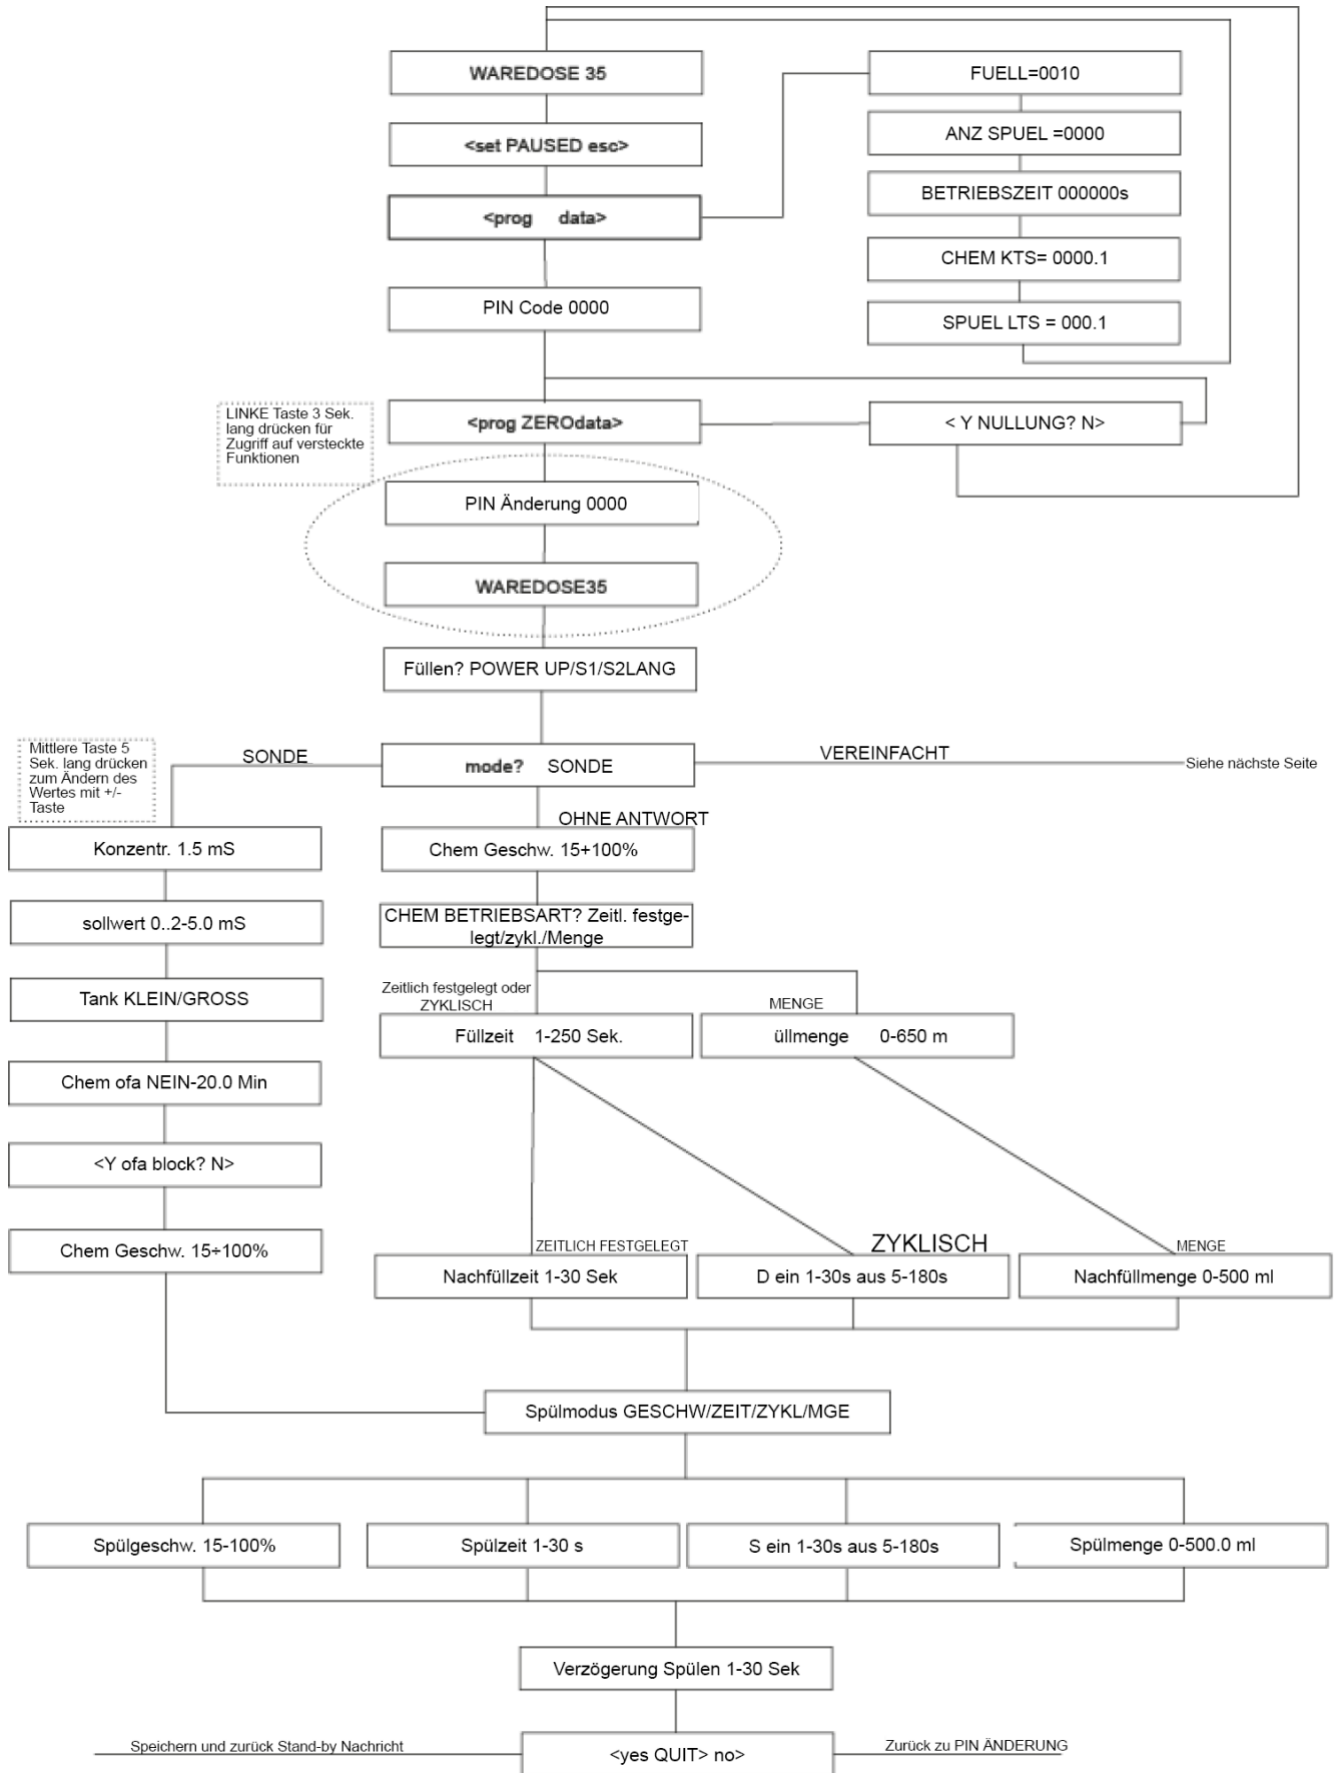 WAREDOSE 35
<set PAUSED esc>
<prog data>
PIN Code 0000
FUELL=0010
ANZ SPUEL =0000
BETRIEBSZEIT 000000s
CHEM KTS= 0000.1
SPUEL LTS = 000.1
LINKE Taste 3 Sek.
lang drücken für
Zugriff auf versteckte
Funktionen
<prog ZEROdata>
< Y NULLUNG? N>
PIN Änderung 0000
WAREDOSE35
Füllen? POWER UP/S1/S2LANG
Mittlere Taste 5
Sek. lang drücken
zum Ändern des
Wertes mit +/-
Taste
SONDE
mode? SONDE
VEREINFACHT
Siehe nächste Seite
OHNE ANTWORT
Konzentr. 1.5 mS
sollwert 0..2-5.0 mS
Tank KLEIN/GROSS
Chem ofa NEIN-20.0 Min
<Y ofa block? N>
Chem Geschw. 15÷100%
Chem Geschw. 15+100%
CHEM BETRIEBSART? Zeitl. festge-
legt/zykl./Menge
Zeitlich festgelegt oder
ZYKLISCH
MENGE
Füllzeit 1-250 Sek.
üllmenge 0-650 m
ZEITLICH FESTGELEGT
ZYKLISCH
MENGE
Nachfüllzeit 1-30 Sek
D ein 1-30s aus 5-180s
Nachfüllmenge 0-500 ml
Spülmodus GESCHW/ZEIT/ZYKL/MGE
Spülgeschw. 15-100%
Spülzeit 1-30 s
S ein 1-30s aus 5-180s
Spülmenge 0-500.0 ml
Verzögerung Spülen 1-30 Sek
Speichern und zurück Stand-by Nachricht
<yes QUIT> no>
Zurück zu PIN ÄNDERUNG